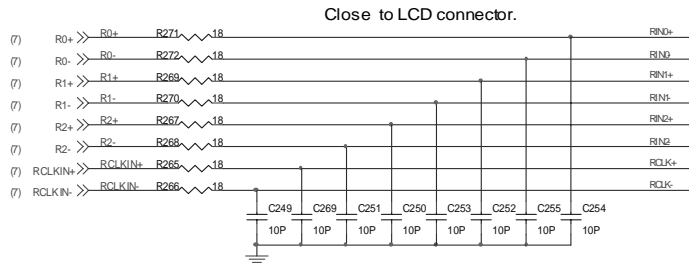 Close to LCD connector.
(7) R0+ R0+ R271 18 RIN0+
(7) R0- R0- R272 18 RIN0-
(7) R1+ R1+ R269 18 RIN1+
(7) R1- R1- R270 18 RIN1-
(7) R2+ R2+ R267 18 RIN2+
(7) R2- R2- R268 18 RIN2-
(7) RCLKIN+ RCLKIN+ R265 18 RCLK+
(7) RCLKIN- RCLKIN- R266 18 RCLK-
C249 C269 C251 C250 C253 C252 C255 C254
10P 10P 10P 10P 10P 10P 10P 10P